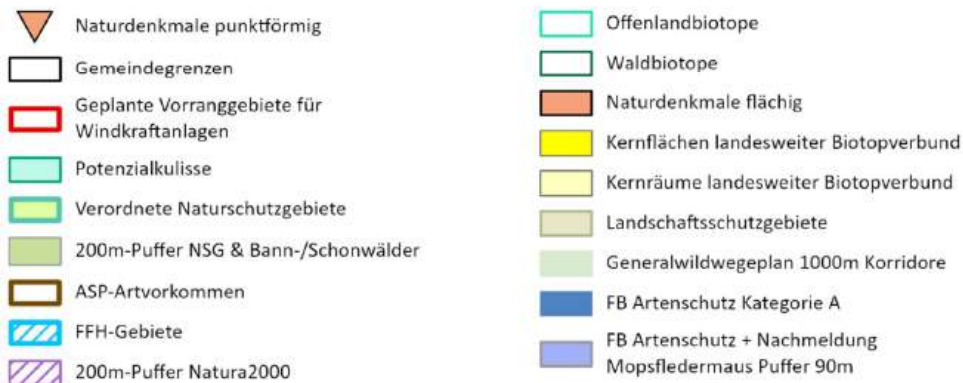 Naturdenkmale punktförmig
Gemeindegrenzen
Geplante Vorranggebiete für
Windkraftanlagen
Potenzialkulisse
Verordnete Naturschutzgebiete
200m-Puffer NSG & Bann-/Schonwälder
ASP-Artvorkommen
FFH-Gebiete
200m-Puffer Natura2000
Offenlandbiotope
Waldbiotope
Naturdenkmale flächig
Kernflächen landesweiter Biotopverbund
Kernräume landesweiter Biotopverbund
Landschaftsschutzgebiete
Generalwildwegeplan 1000m Korridore
FB Artenschutz Kategorie A
FB Artenschutz + Nachmeldung
Mopsfledermaus Puffer 90m